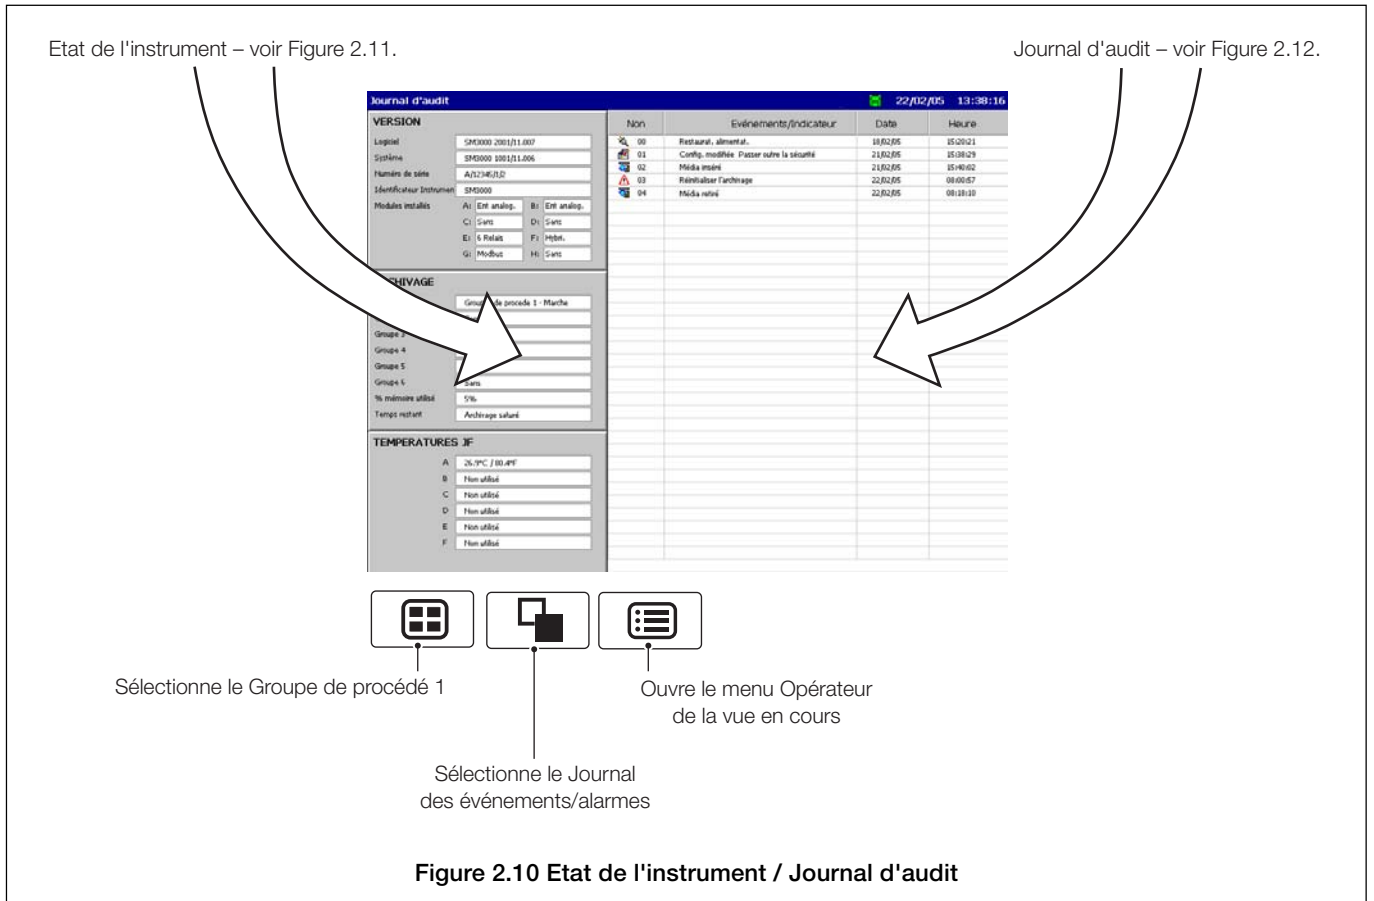 Etat de l'instrument – voir Figure 2.11.
Journal d'audit – voir Figure 2.12.
Journal d'audit 22/02/05 13:38:16
VERSION
Logiciel SM3000 2001/11.007
Système SM3000 1001/11.006
Numéro de série A/12345/1/2
Identificateur Instrumen SM3000
Modules installés A: Ent analog. B: Ent analog.
C: Sans D: Sans
E: 6 Relais F: Hybri.
G: Modbus H: Sans
CHIVAGE
de procede 1 - Marche
Groupe 3
Groupe 4
Groupe 5
Groupe 6 Sans
% mémoire utilisé 5%
Temps restant Archivage saturé
TEMPERATURES JF
A 26.9°C / 80.4°F
B Non utilisé
C Non utilisé
D Non utilisé
E Non utilisé
F Non utilisé
Non Evénements/Indicateur Date Heure
00 Restaurat. alimentat. 18/02/05 15:20:21
01 Config. modifiée Passer outre la sécurité 21/02/05 15:38:29
02 Média inséré 21/02/05 15:40:02
03 Réinitialiser l'archivage 22/02/05 08:00:57
04 Média retiré 22/02/05 08:18:10
Sélectionne le Groupe de procédé 1
Ouvre le menu Opérateur
de la vue en cours
Sélectionne le Journal
des événements/alarmes
Figure 2.10 Etat de l'instrument / Journal d'audit